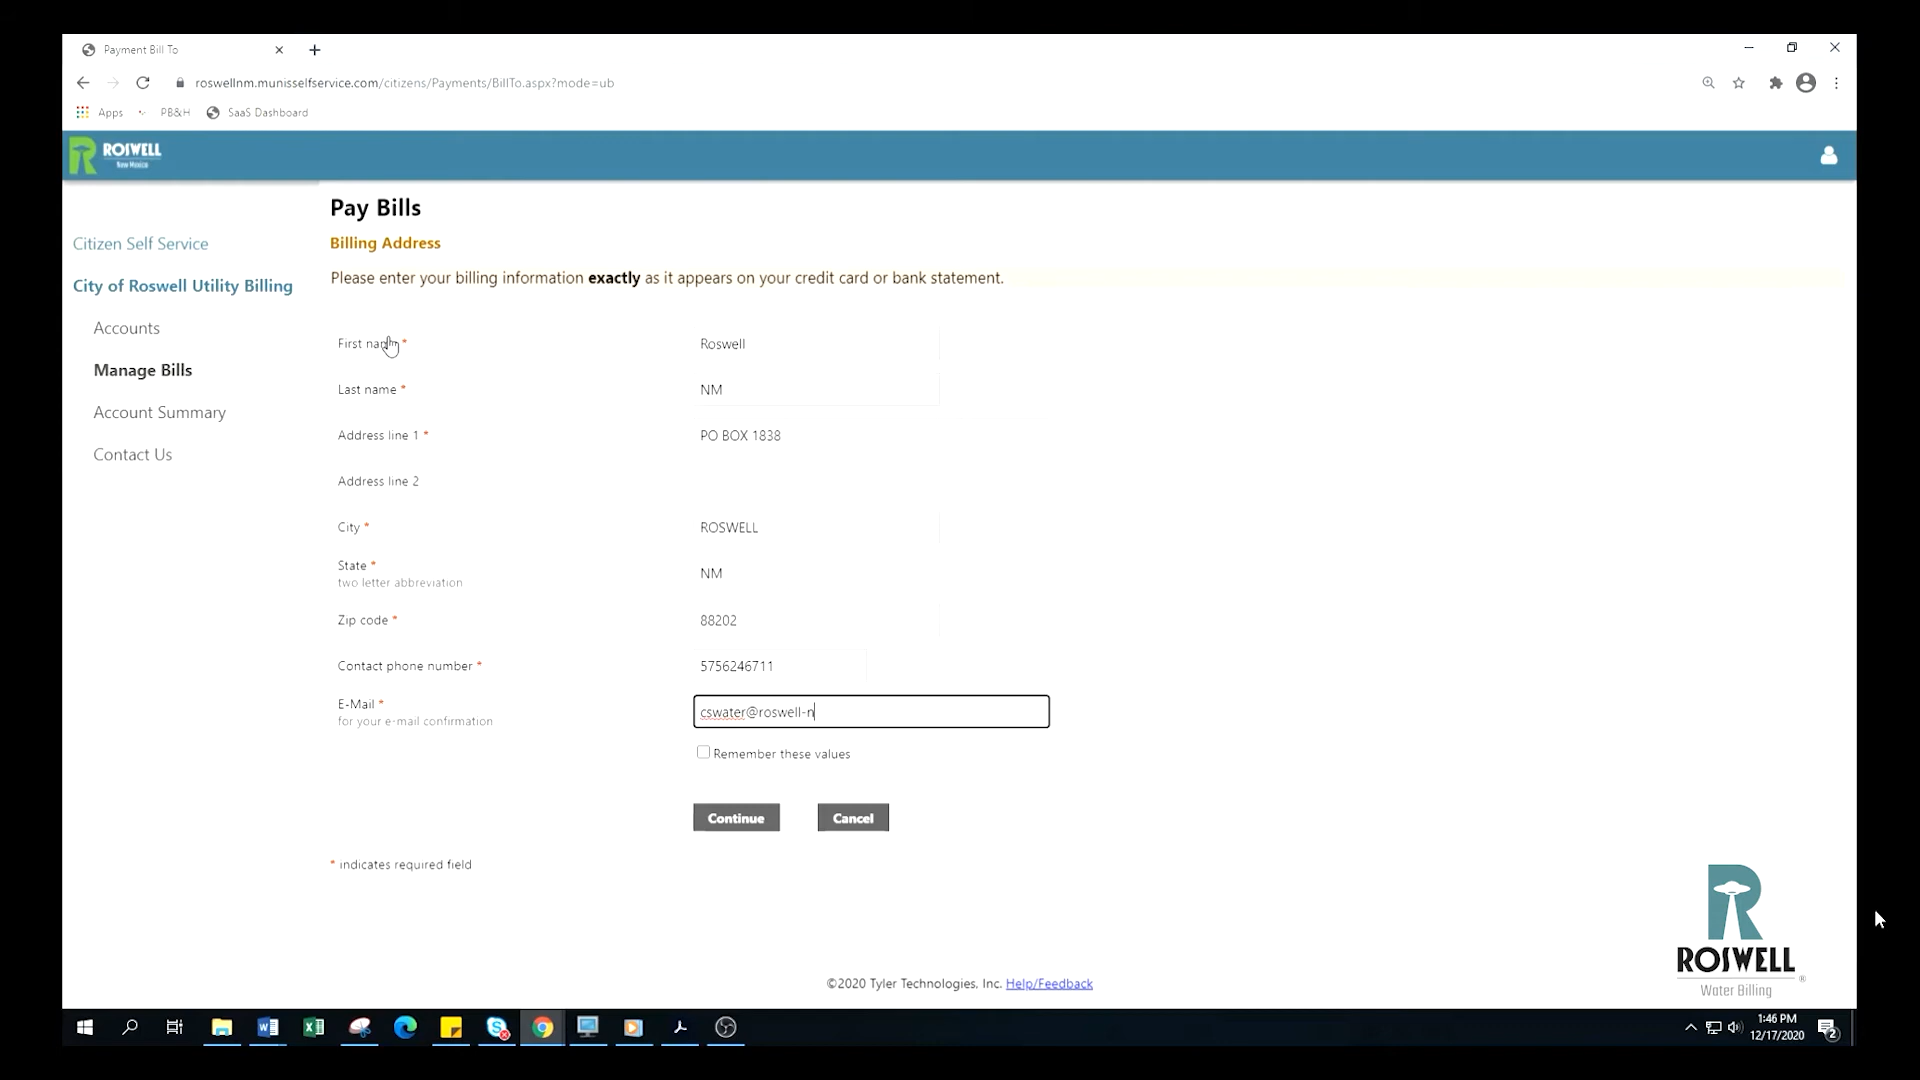 Payment Bill To
roswellnm.munisselfservice.com/citizens/Payments/BillTo.aspx?mode=ub
Apps PB&H SaaS Dashboard
ROSWELL
New Mexico
Pay Bills
Citizen Self Service
Billing Address
City of Roswell Utility Billing
Please enter your billing information exactly as it appears on your credit card or bank statement.
Accounts
Manage Bills
Account Summary
Contact Us
First name * Roswell
Last name * NM
Address line 1 * PO BOX 1838
Address line 2
City * ROSWELL
State * NM
two letter abbreviation
Zip code * 88202
Contact phone number * 5756246711
E-Mail * cswater@roswell-n
for your e-mail confirmation
Remember these values
Continue Cancel
* indicates required field
R
ROSWELL ®
Water Billing
©2020 Tyler Technologies, Inc. Help/Feedback
1:46 PM
12/17/2020
2